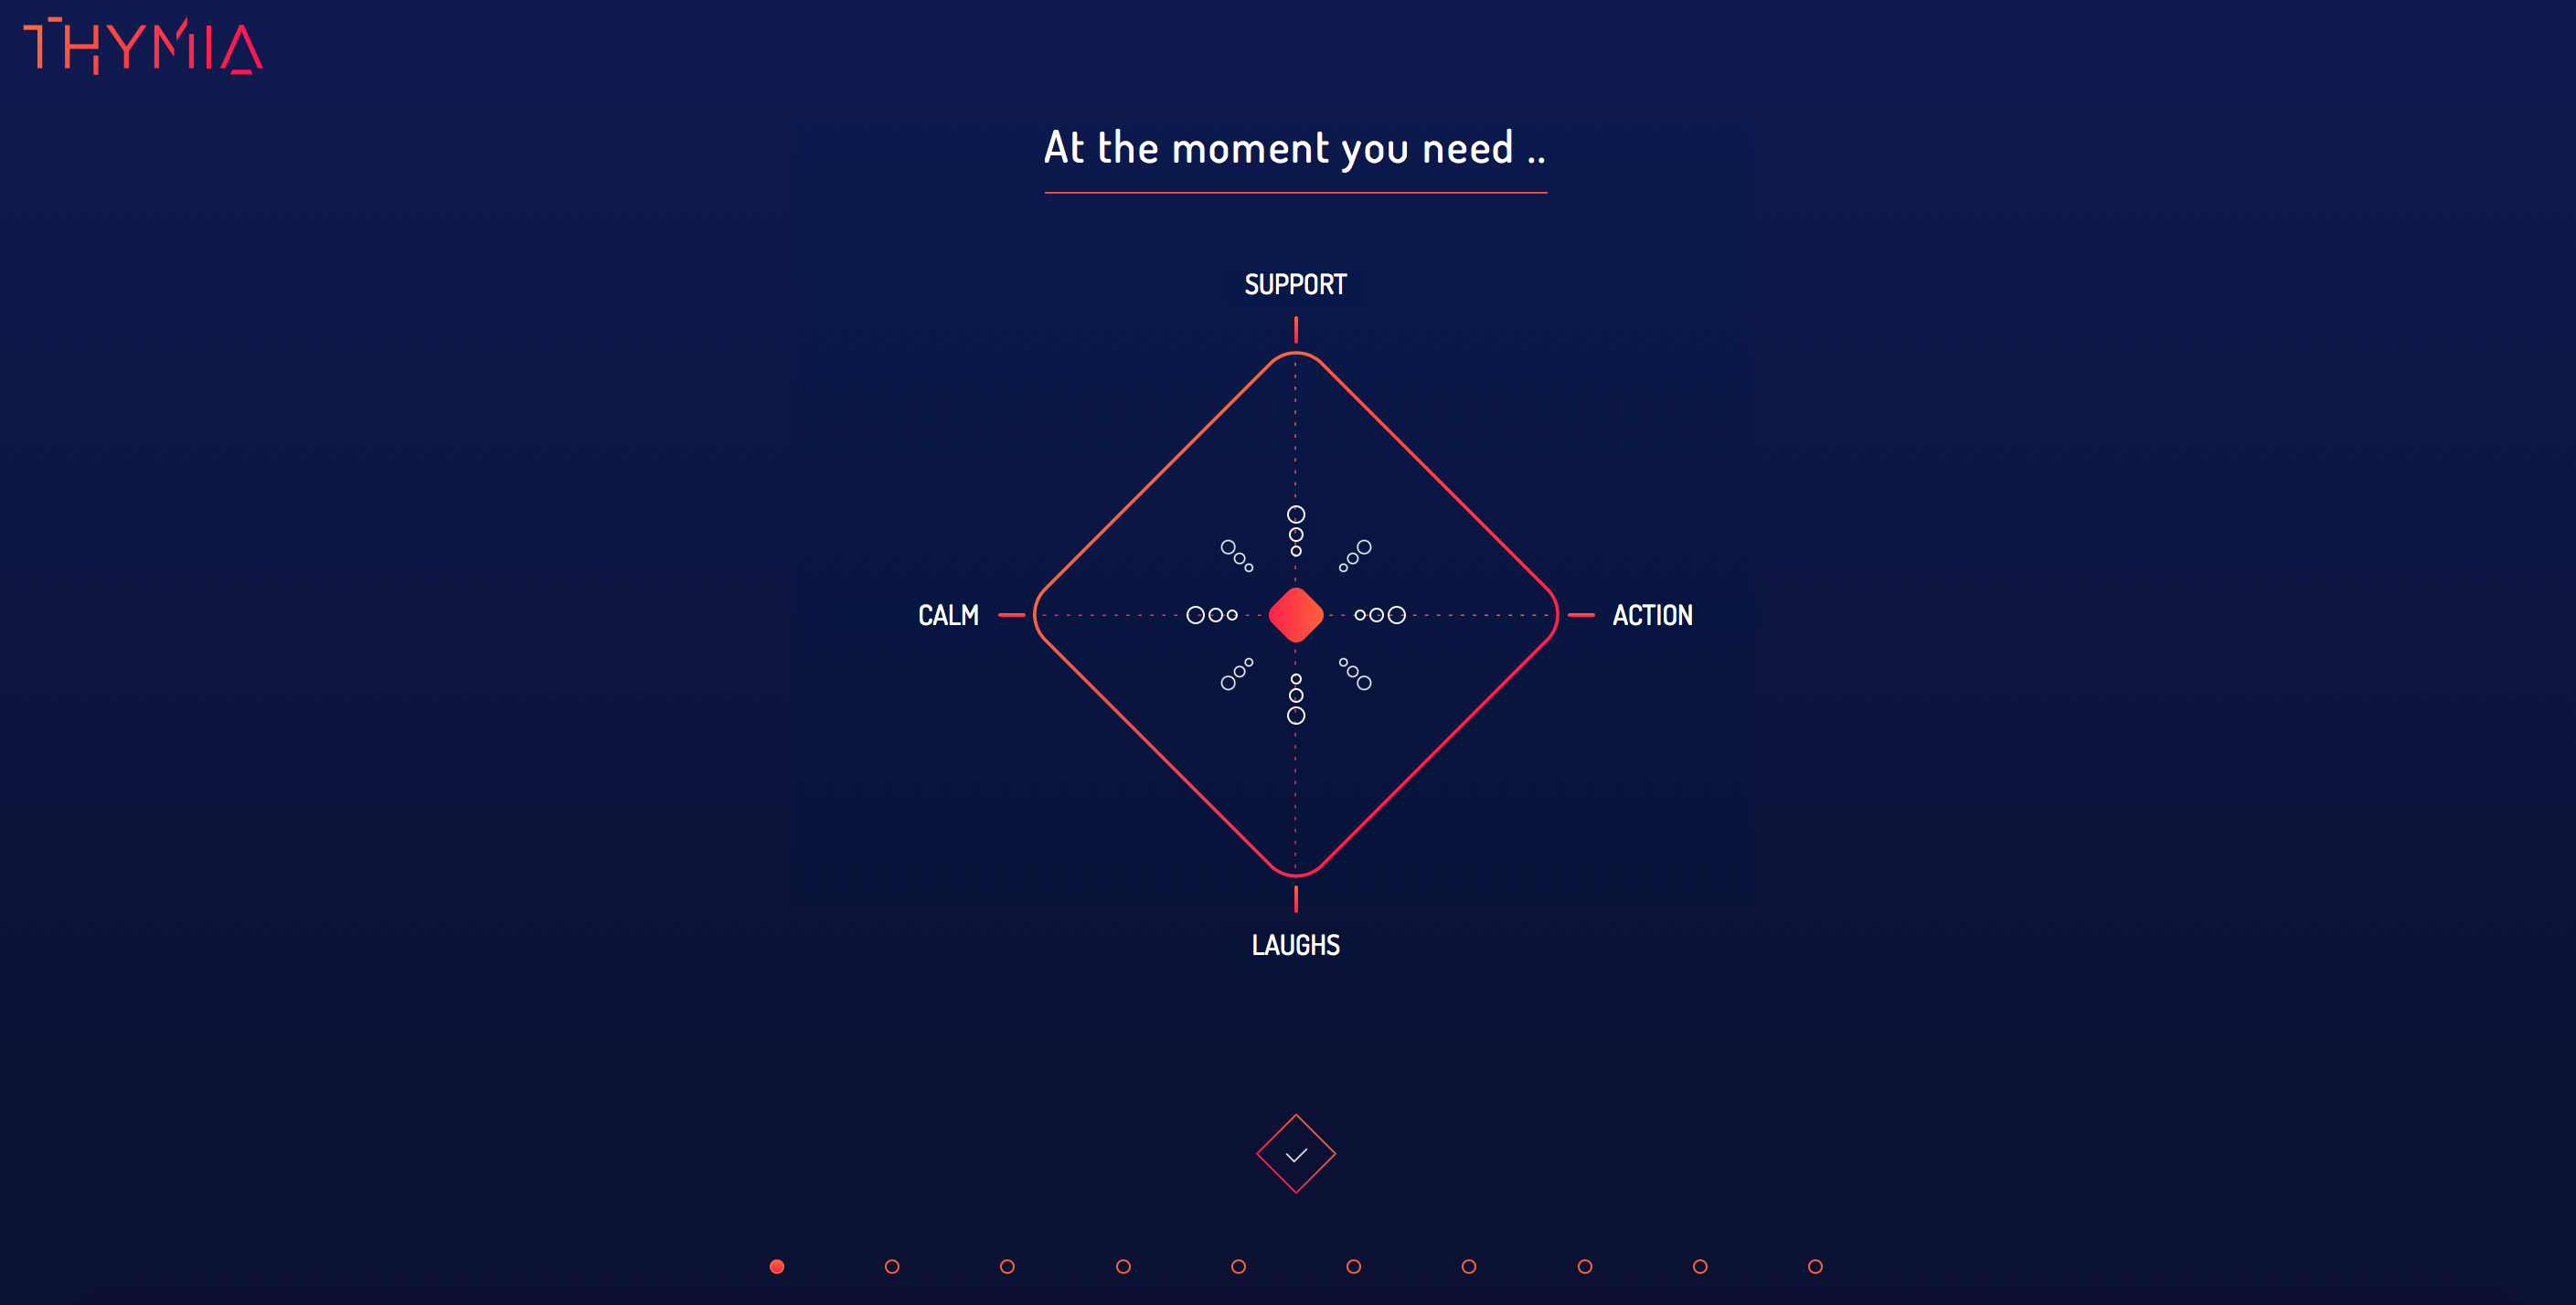 THYMIA
At the moment you need ..
SUPPORT
CALM
ACTION
LAUGHS